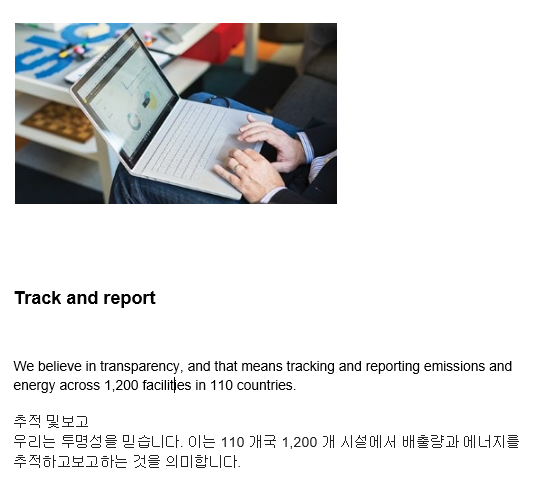 Track and report
We believe in transparency, and that means tracking and reporting emissions and
energy across 1,200 facilities in 110 countries.
추적 및보고
우리는 투명성을 믿습니다. 이는 110 개국 1,200 개 시설에서 배출량과 에너지를
추적하고보고하는 것을 의미합니다.